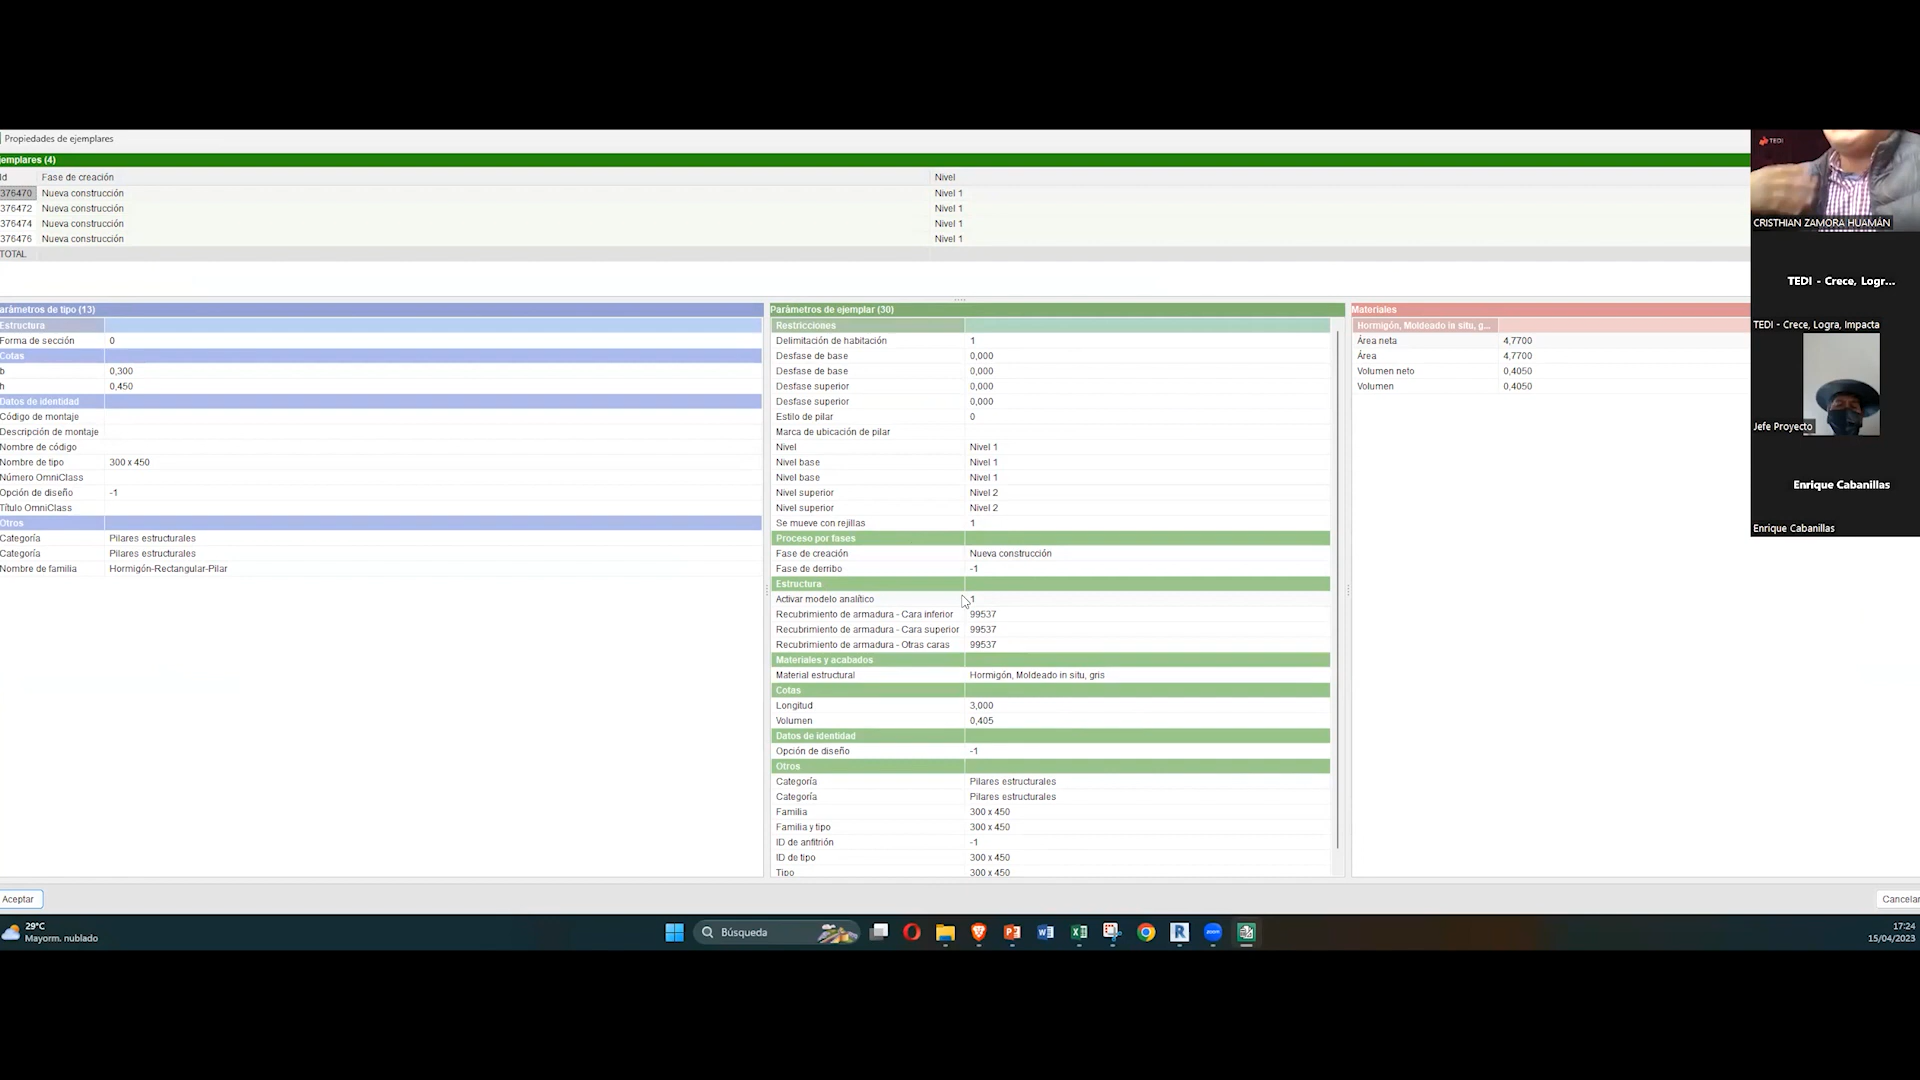 Propiedades de ejemplares
jemplares (4)
Id Fase de creación Nivel
376470 Nueva construcción Nivel 1
376472 Nueva construcción Nivel 1
376474 Nueva construcción Nivel 1
376476 Nueva construcción Nivel 1
TOTAL
arámetros de tipo (13)
Estructura
Forma de sección 0
Cotas
b 0,300
h 0,450
Datos de identidad
Código de montaje
Descripción de montaje
Nombre de código
Nombre de tipo 300 x 450
Número OmniClass
Opción de diseño -1
Título OmniClass
Otros
Categoría Pilares estructurales
Categoría Pilares estructurales
Nombre de familia Hormigón-Rectangular-Pilar
Parámetros de ejemplar (30)
Restricciones
Delimitación de habitación 1
Desfase de base 0,000
Desfase de base 0,000
Desfase superior 0,000
Desfase superior 0,000
Estilo de pilar 0
Marca de ubicación de pilar
Nivel Nivel 1
Nivel base Nivel 1
Nivel base Nivel 1
Nivel superior Nivel 2
Nivel superior Nivel 2
Se mueve con rejillas 1
Proceso por fases
Fase de creación Nueva construcción
Fase de derribo -1
Estructura
Activar modelo analítico 1
Recubrimiento de armadura - Cara inferior 99537
Recubrimiento de armadura - Cara superior 99537
Recubrimiento de armadura - Otras caras 99537
Materiales y acabados
Material estructural Hormigón, Moldeado in situ, gris
Cotas
Longitud 3,000
Volumen 0,405
Datos de identidad
Opción de diseño -1
Otros
Categoría Pilares estructurales
Categoría Pilares estructurales
Familia 300 x 450
Familia y tipo 300 x 450
ID de anfitrión -1
ID de tipo 300 x 450
Tipo 300 x 450
Materiales
Hormigón, Moldeado in situ, g...
Área neta 4,7700
Área 4,7700
Volumen neto 0,4050
Volumen 0,4050
TEDI
CRISTHIAN ZAMORA HUAMÁN
TEDI - Crece, Logr...
TEDI - Crece, Logra, Impacta
Jefe Proyecto
Enrique Cabanillas
Enrique Cabanillas
Aceptar
Cancelar
29°C
Mayorm. nublado
Búsqueda
17:24
15/04/2023